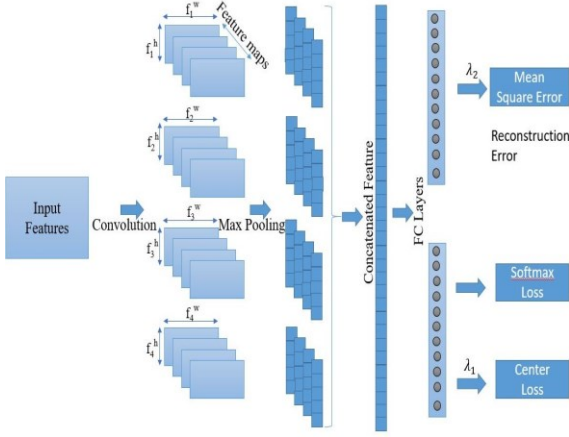 Input
Features
Convolution
f₁ʷ
f₁ʰ
Feature maps
f₂ʷ
f₂ʰ
f₃ʷ
f₃ʰ
f₄ʷ
f₄ʰ
Max Pooling
Concatenated Feature
FC Layers
λ₂
Mean
Square Error
Reconstruction
Error
Softmax
Loss
λ₁
Center
Loss